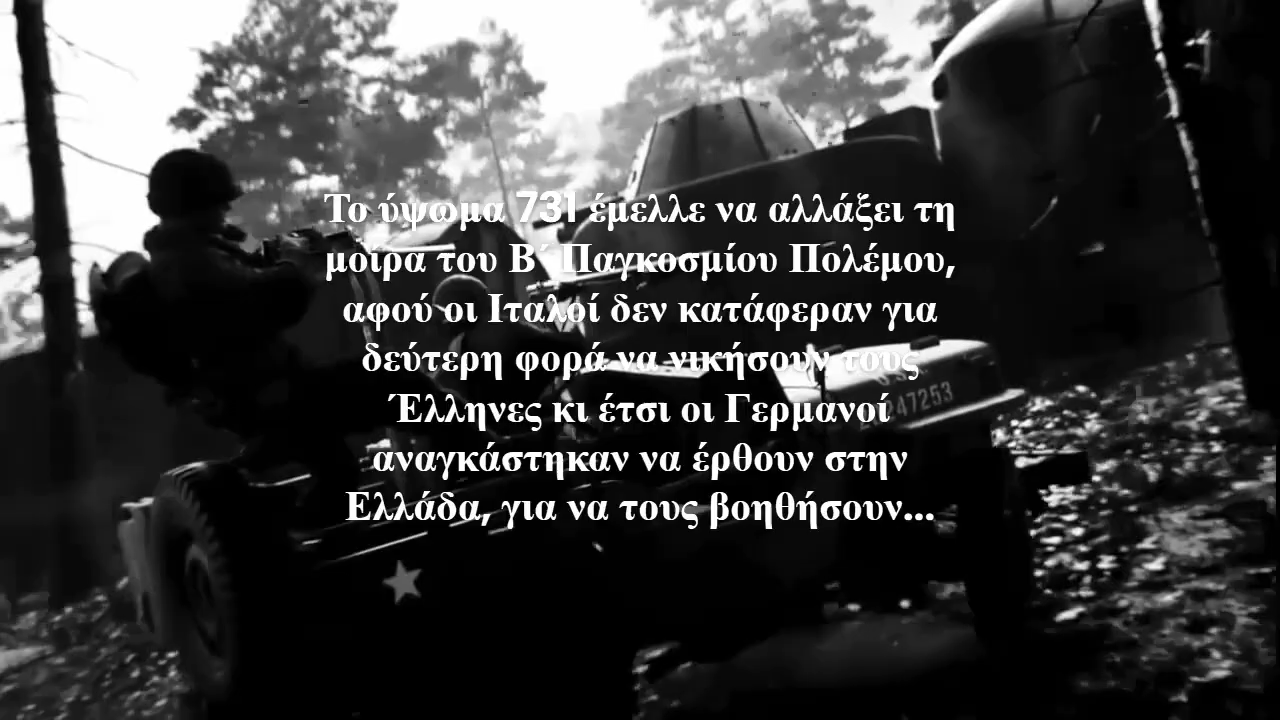 Το ύψωμα 731 έμελλε να αλλάξει τη
μοίρα του Β΄ Παγκοσμίου Πολέμου,
αφού οι Ιταλοί δεν κατάφεραν για
δεύτερη φορά να νικήσουν τους
Έλληνες κι έτσι οι Γερμανοί
αναγκάστηκαν να έρθουν στην
Ελλάδα, για να τους βοηθήσουν...
47253